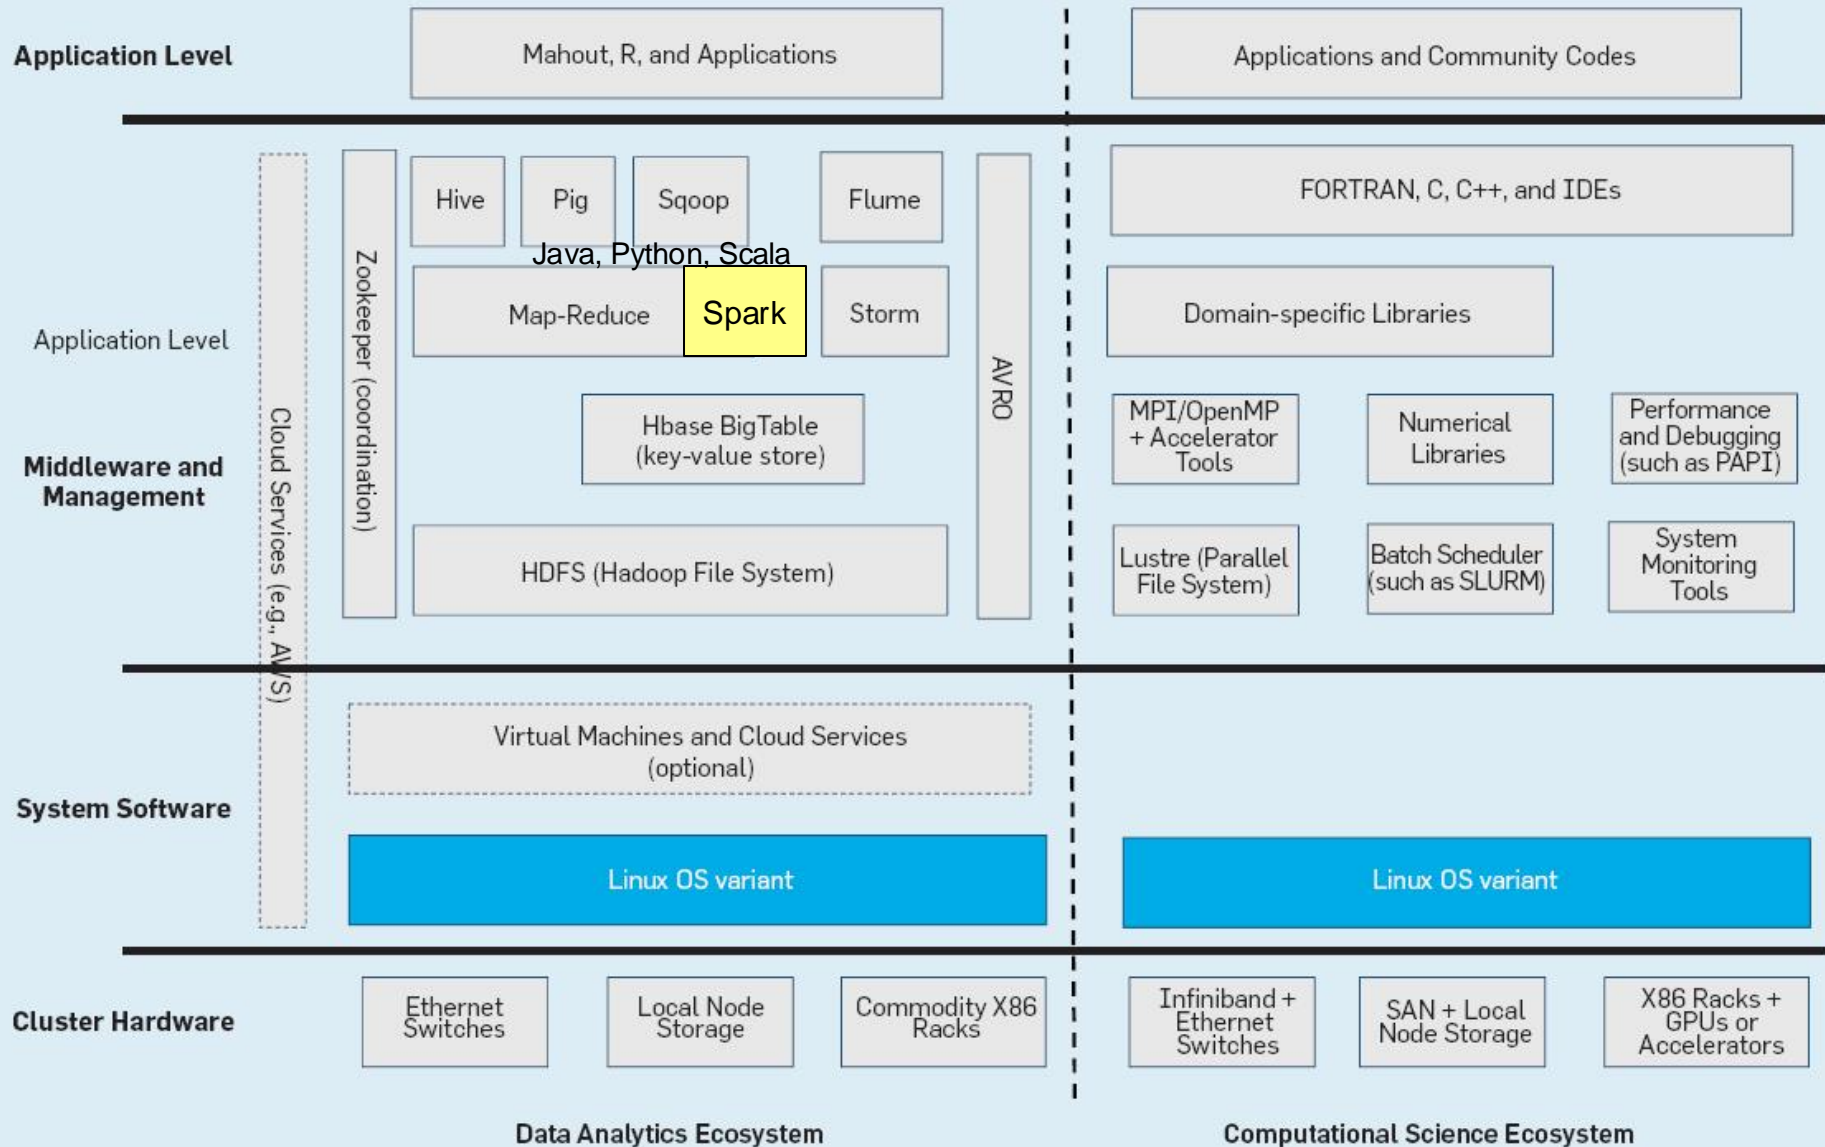 Application Level
Mahout, R, and Applications
Applications and Community Codes
Cloud Services (e.g., AWS)
Zookeeper (coordination)
Hive
Pig
Sqoop
Flume
AVRO
Java, Python, Scala
Map-Reduce
Spark
Storm
Application Level
Middleware and
Management
Hbase BigTable
(key-value store)
HDFS (Hadoop File System)
FORTRAN, C, C++, and IDEs
Domain-specific Libraries
MPI/OpenMP
+ Accelerator
Tools
Numerical
Libraries
Performance
and Debugging
(such as PAPI)
Lustre (Parallel
File System)
Batch Scheduler
(such as SLURM)
System
Monitoring
Tools
System Software
Virtual Machines and Cloud Services
(optional)
Linux OS variant
Linux OS variant
Cluster Hardware
Ethernet
Switches
Local Node
Storage
Commodity X86
Racks
Infiniband +
Ethernet
Switches
SAN + Local
Node Storage
X86 Racks +
GPUs or
Accelerators
Data Analytics Ecosystem
Computational Science Ecosystem